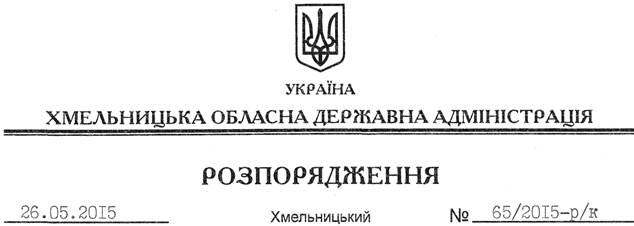 УКРАЇНА
ХМЕЛЬНИЦЬКА ОБЛАСНА ДЕРЖАВНА АДМІНІСТРАЦІЯ
РОЗПОРЯДЖЕННЯ
26.05.2015 Хмельницький № 65/2015-р/к